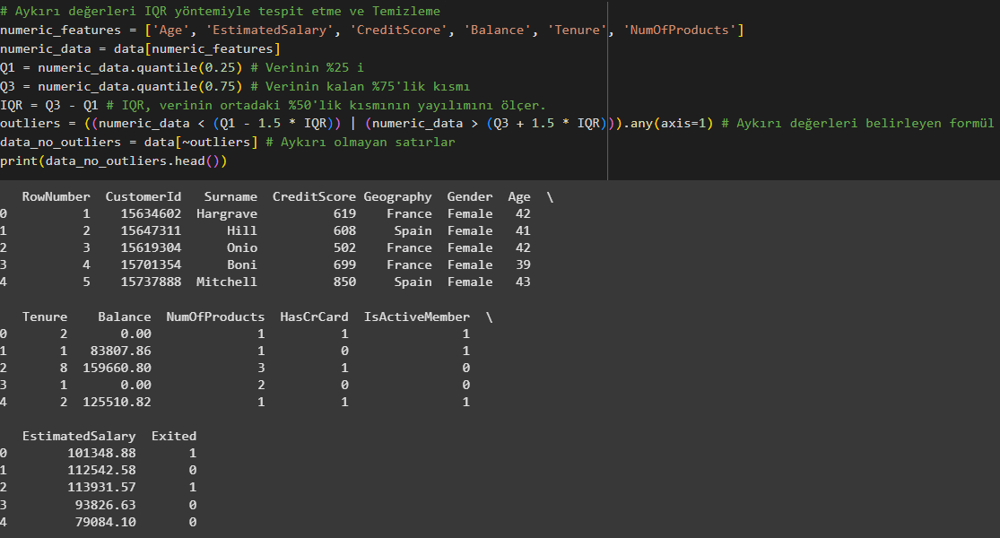 # Aykırı değerleri IQR yöntemiyle tespit etme ve Temizleme
numeric_features = ['Age', 'EstimatedSalary', 'CreditScore', 'Balance', 'Tenure', 'NumOfProducts']
numeric_data = data[numeric_features]
Q1 = numeric_data.quantile(0.25) # Verinin %25 i
Q3 = numeric_data.quantile(0.75) # Verinin kalan %75'lik kısmı
IQR = Q3 - Q1 # IQR, verinin ortadaki %50'lik kısmının yayılımını ölçer.
outliers = ((numeric_data < (Q1 - 1.5 * IQR)) | (numeric_data > (Q3 + 1.5 * IQR))).any(axis=1) # Aykırı değerleri belirleyen formül
data_no_outliers = data[~outliers] # Aykırı olmayan satırlar
print(data_no_outliers.head())
   RowNumber  CustomerId   Surname  CreditScore Geography  Gender  Age  \
0          1    15634602  Hargrave          619    France  Female   42
1          2    15647311      Hill          608     Spain  Female   41
2          3    15619304      Onio          502    France  Female   42
3          4    15701354      Boni          699    France  Female   39
4          5    15737888  Mitchell          850     Spain  Female   43
   Tenure    Balance  NumOfProducts  HasCrCard  IsActiveMember  \
0       2       0.00              1          1               1
1       1   83807.86              1          0               1
2       8  159660.80              3          1               0
3       1       0.00              2          0               0
4       2  125510.82              1          1               1
   EstimatedSalary  Exited
0        101348.88       1
1        112542.58       0
2        113931.57       1
3         93826.63       0
4         79084.10       0